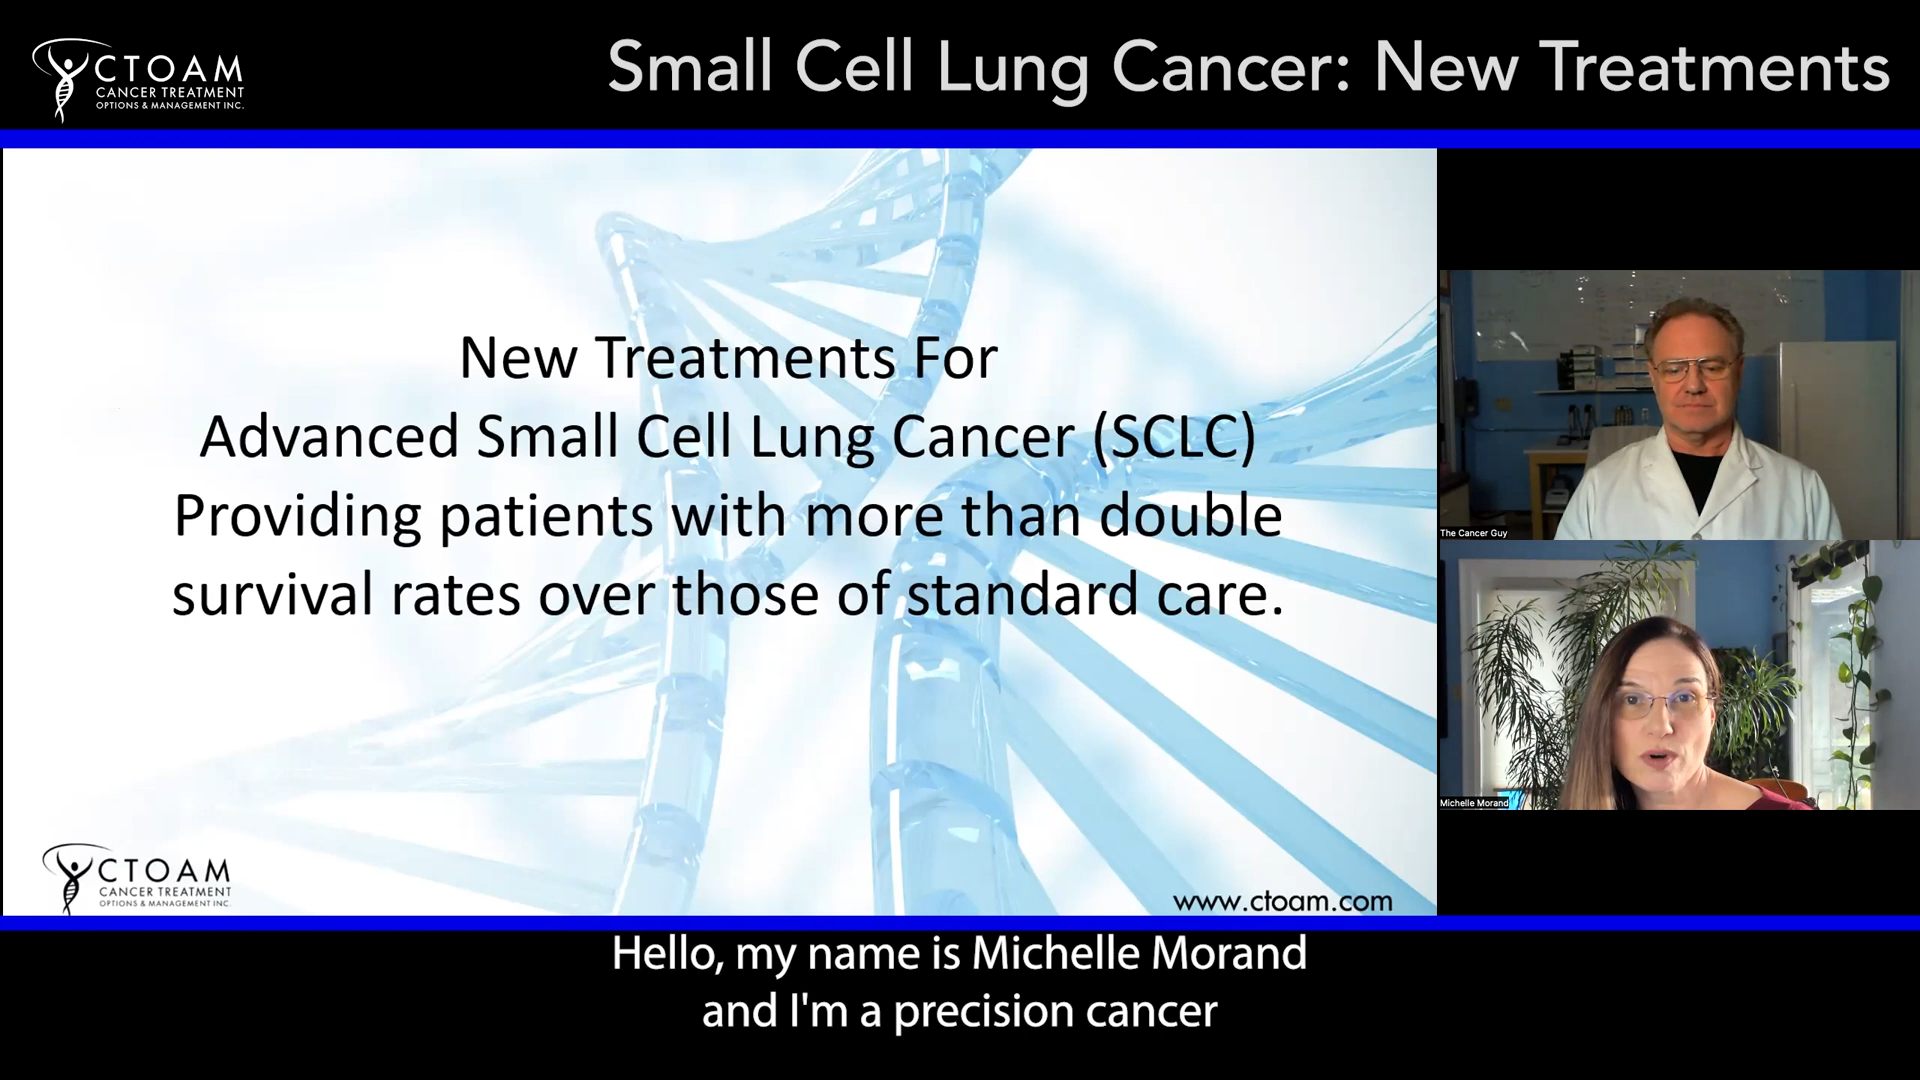 CTOAM
CANCER TREATMENT
OPTIONS & MANAGEMENT INC.
Small Cell Lung Cancer: New Treatments
New Treatments For
Advanced Small Cell Lung Cancer (SCLC)
Providing patients with more than double
survival rates over those of standard care.
The Cancer Guy
Michelle Morand
CTOAM
CANCER TREATMENT
OPTIONS & MANAGEMENT INC.
www.ctoam.com
Hello, my name is Michelle Morand
and I'm a precision cancer